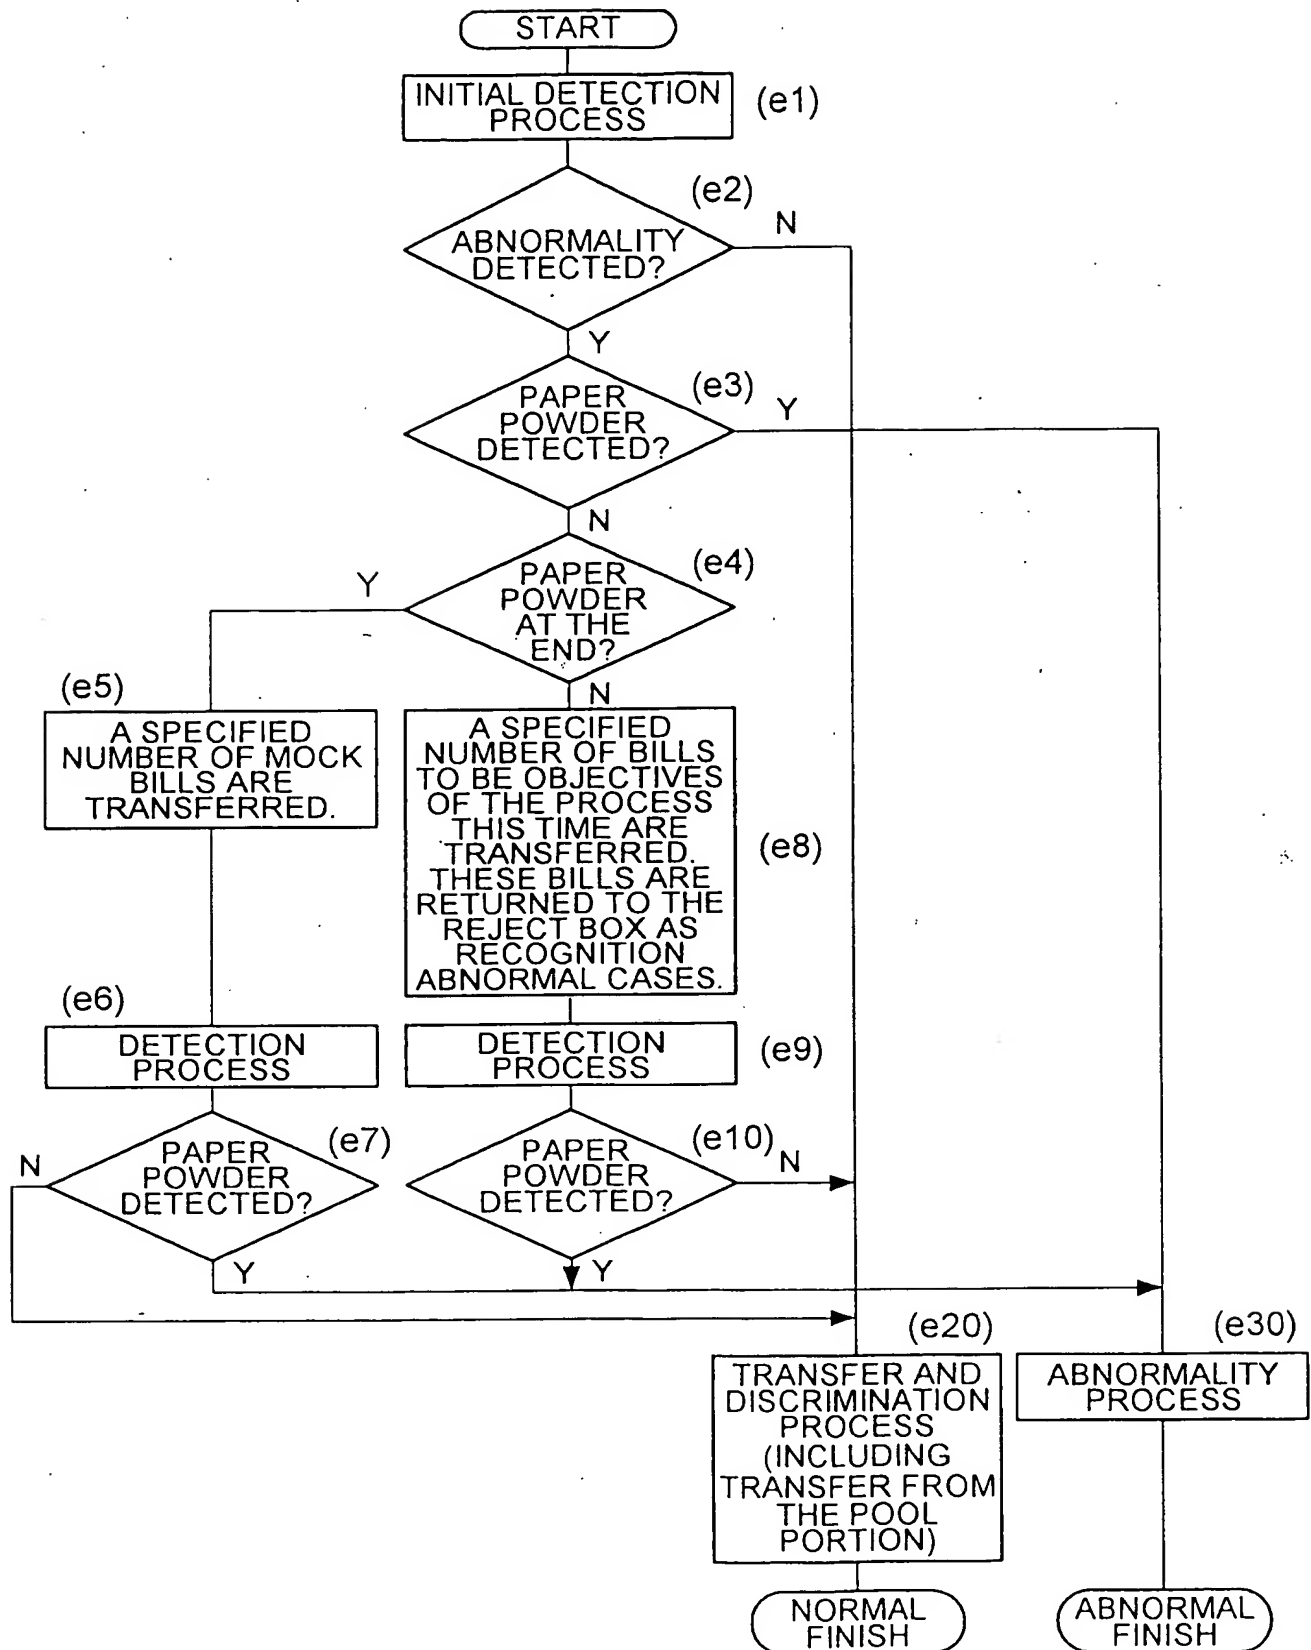 START
INITIAL DETECTION
PROCESS
(e1)
(e2)
N
ABNORMALITY
DETECTED?
Y
(e3)
PAPER
POWDER
DETECTED?
Y
N
(e4)
Y
PAPER
POWDER
AT THE
END?
N
(e5)
A SPECIFIED
NUMBER OF MOCK
BILLS ARE
TRANSFERRED.
A SPECIFIED
NUMBER OF BILLS
TO BE OBJECTIVES
OF THE PROCESS
THIS TIME ARE
TRANSFERRED.
THESE BILLS ARE
RETURNED TO THE
REJECT BOX AS
RECOGNITION
ABNORMAL CASES.
(e8)
(e6)
DETECTION
PROCESS
DETECTION
PROCESS
(e9)
N
PAPER
POWDER
DETECTED?
(e7)
Y
PAPER
POWDER
DETECTED?
(e10)
N
Y
(e20)
TRANSFER AND
DISCRIMINATION
PROCESS
(INCLUDING
TRANSFER FROM
THE POOL
PORTION)
(e30)
ABNORMALITY
PROCESS
NORMAL
FINISH
ABNORMAL
FINISH